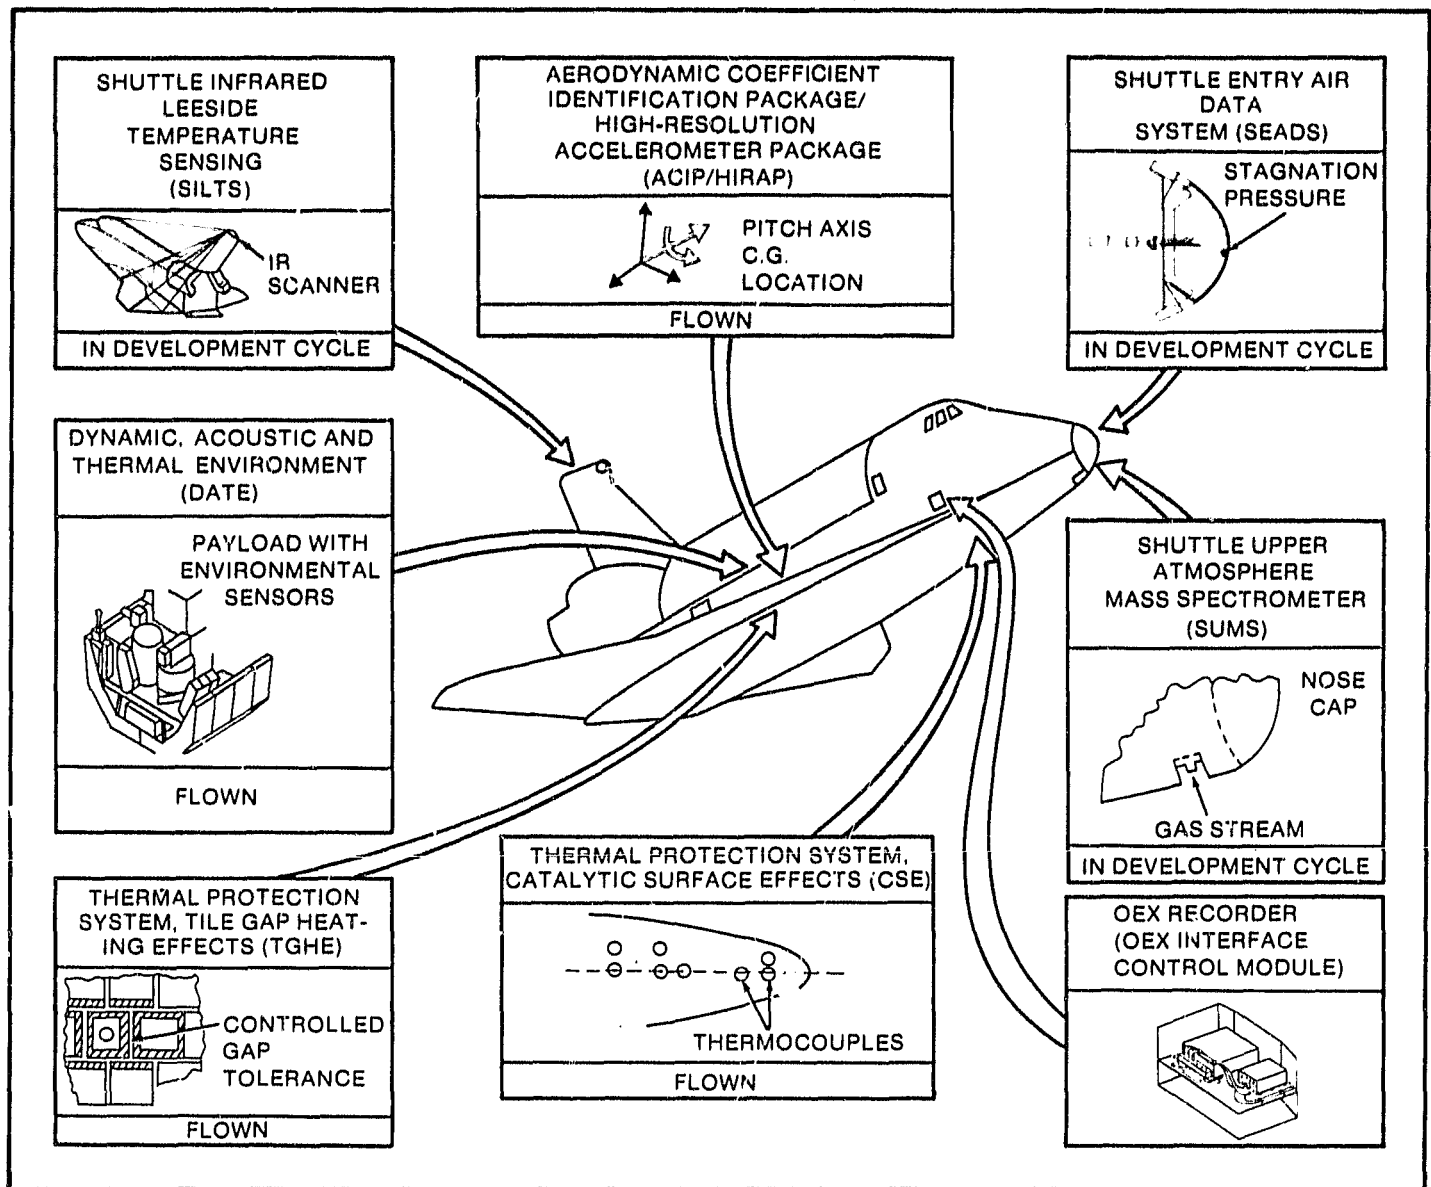 SHUTTLE INFRARED
LEESIDE
TEMPERATURE
SENSING
(SILTS)
IR
SCANNER
IN DEVELOPMENT CYCLE
AERODYNAMIC COEFFICIENT
IDENTIFICATION PACKAGE/
HIGH-RESOLUTION
ACCELEROMETER PACKAGE
(ACIP/HIRAP)
PITCH AXIS
C.G.
LOCATION
FLOWN
SHUTTLE ENTRY AIR
DATA
SYSTEM (SEADS)
STAGNATION
PRESSURE
IN DEVELOPMENT CYCLE
DYNAMIC, ACOUSTIC AND
THERMAL ENVIRONMENT
(DATE)
PAYLOAD WITH
ENVIRONMENTAL
SENSORS
FLOWN
SHUTTLE UPPER
ATMOSPHERE
MASS SPECTROMETER
(SUMS)
NOSE
CAP
GAS STREAM
IN DEVELOPMENT CYCLE
THERMAL PROTECTION
SYSTEM, TILE GAP HEAT-
ING EFFECTS (TGHE)
CONTROLLED
GAP
TOLERANCE
FLOWN
THERMAL PROTECTION SYSTEM,
CATALYTIC SURFACE EFFECTS (CSE)
THERMOCOUPLES
FLOWN
OEX RECORDER
(OEX INTERFACE
CONTROL MODULE)